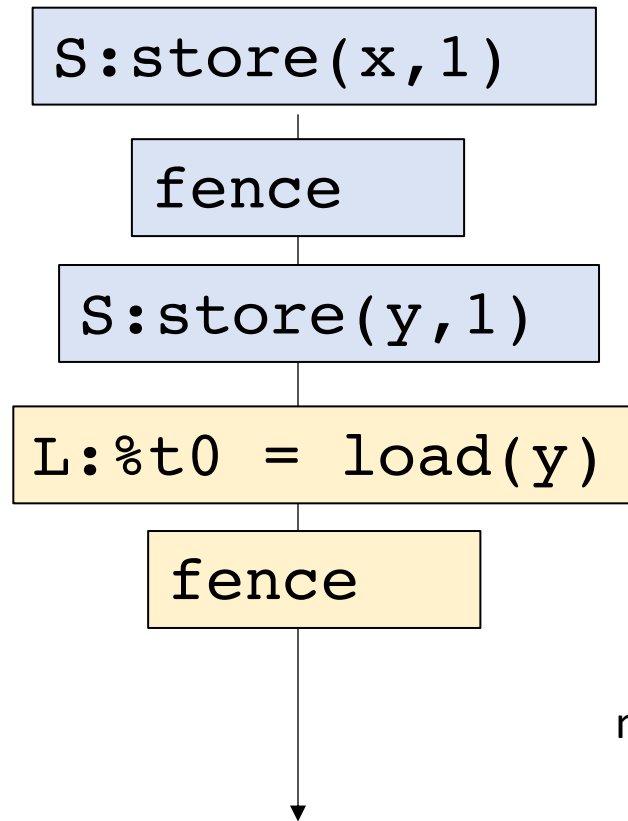 S:store(x,1)
fence
S:store(y,1)
L:%t0 = load(y)
fence